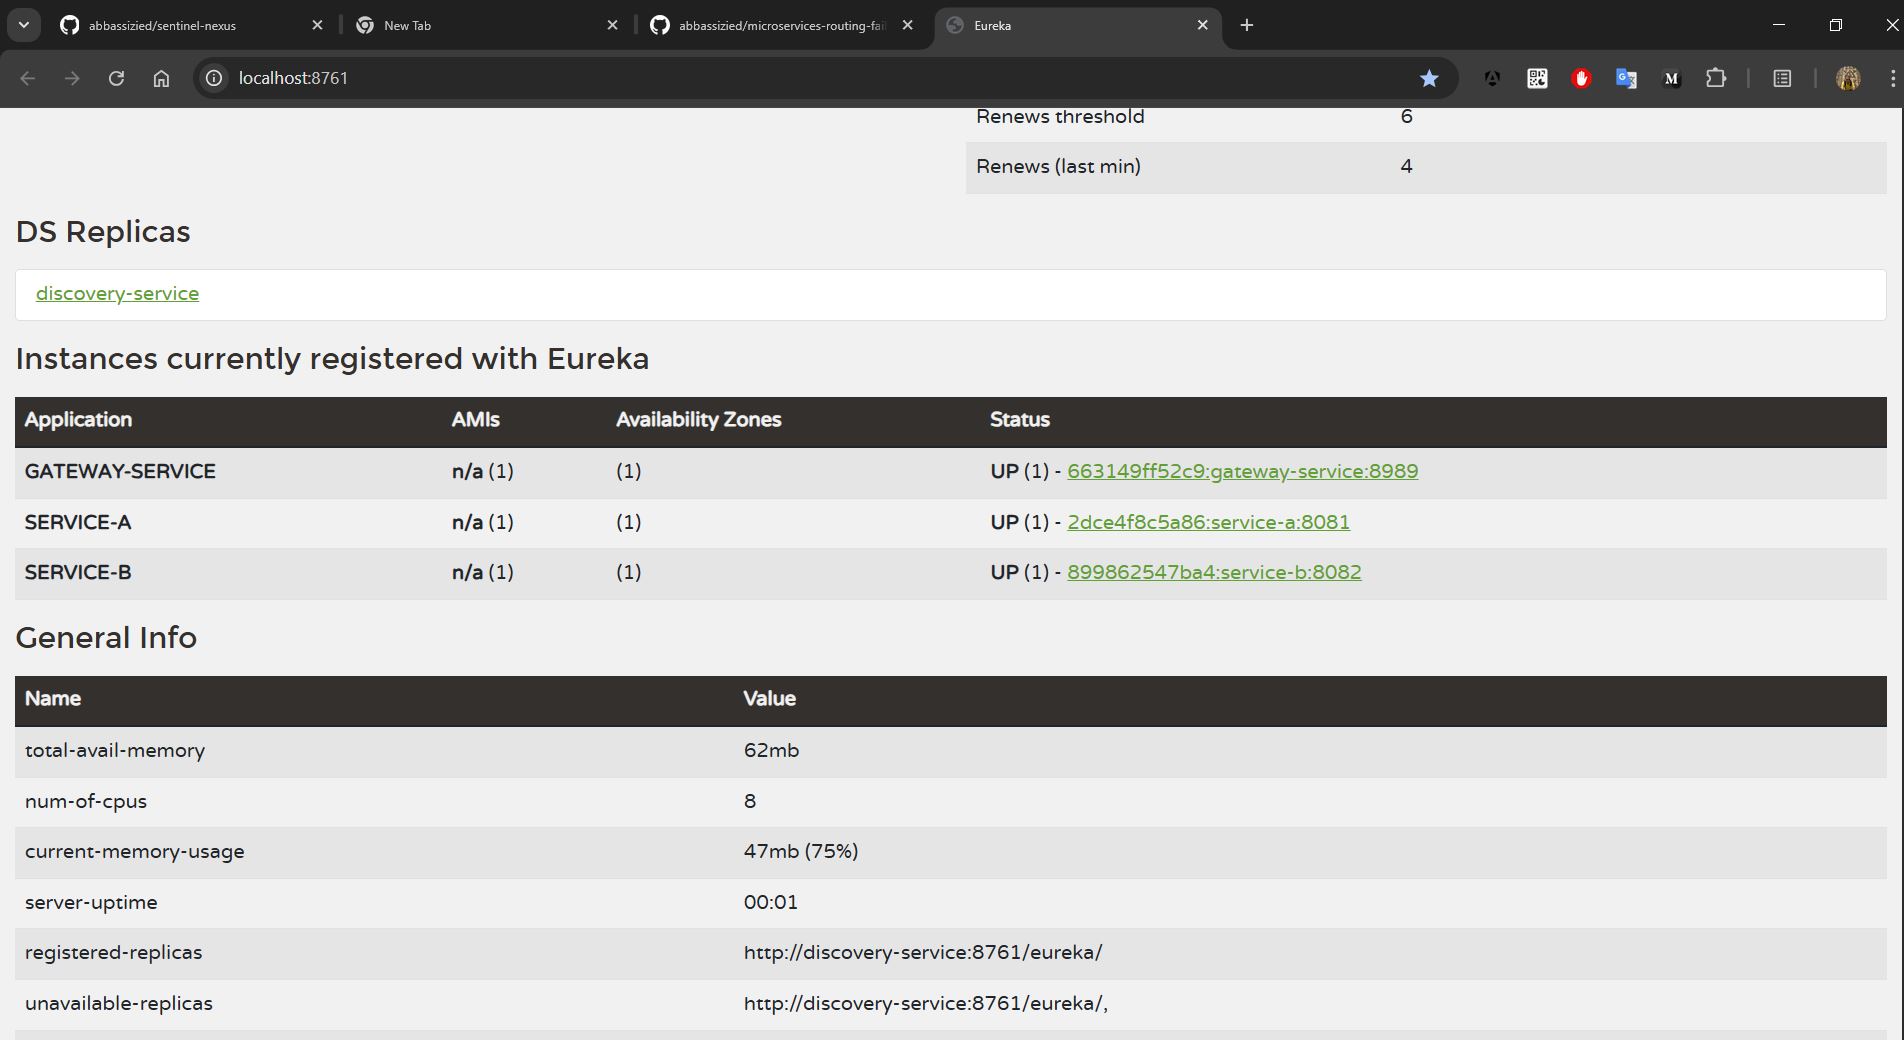 abbassizied/sentinel-nexus
New Tab
abbassizied/microservices-routing-fail
Eureka
localhost:8761
Renews threshold 6
Renews (last min) 4
DS Replicas
discovery-service
Instances currently registered with Eureka
Application AMIs Availability Zones Status
GATEWAY-SERVICE n/a (1) (1) UP (1) - 663149ff52c9:gateway-service:8989
SERVICE-A n/a (1) (1) UP (1) - 2dce4f8c5a86:service-a:8081
SERVICE-B n/a (1) (1) UP (1) - 899862547ba4:service-b:8082
General Info
Name Value
total-avail-memory 62mb
num-of-cpus 8
current-memory-usage 47mb (75%)
server-uptime 00:01
registered-replicas http://discovery-service:8761/eureka/
unavailable-replicas http://discovery-service:8761/eureka/,